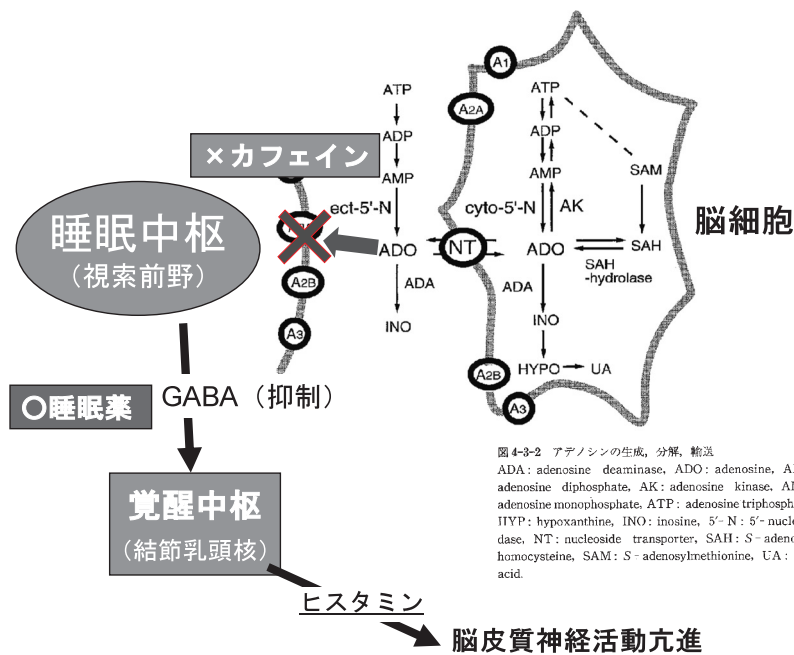 A1
ATP
ATP
A2A
ADP
ADP
×カフェイン
AMP
AMP
SAM
ect-5'-N
cyto-5'-N
AK
脳細胞
睡眠中枢
(視索前野)
ADO
NT
ADO
SAH
SAH
-hydrolase
A2B
ADA
ADA
A3
INO
INO
HYPO
UA
A2B
A3
○睡眠薬
GABA(抑制)
覚醒中枢
(結節乳頭核)
ヒスタミン
脳皮質神経活動亢進
図4-3-2 アデノシンの生成,分解,輸送
ADA: adenosine deaminase, ADO: adenosine, A
adenosine diphosphate, AK: adenosine kinase, A
adenosine monophosphate, ATP: adenosine triphosph
HYP: hypoxanthine, INO: inosine, 5'-N: 5'-nucle
dase, NT: nucleoside transporter, SAH: S-adeno
homocysteine, SAM: S-adenosylmethionine, UA:
acid.